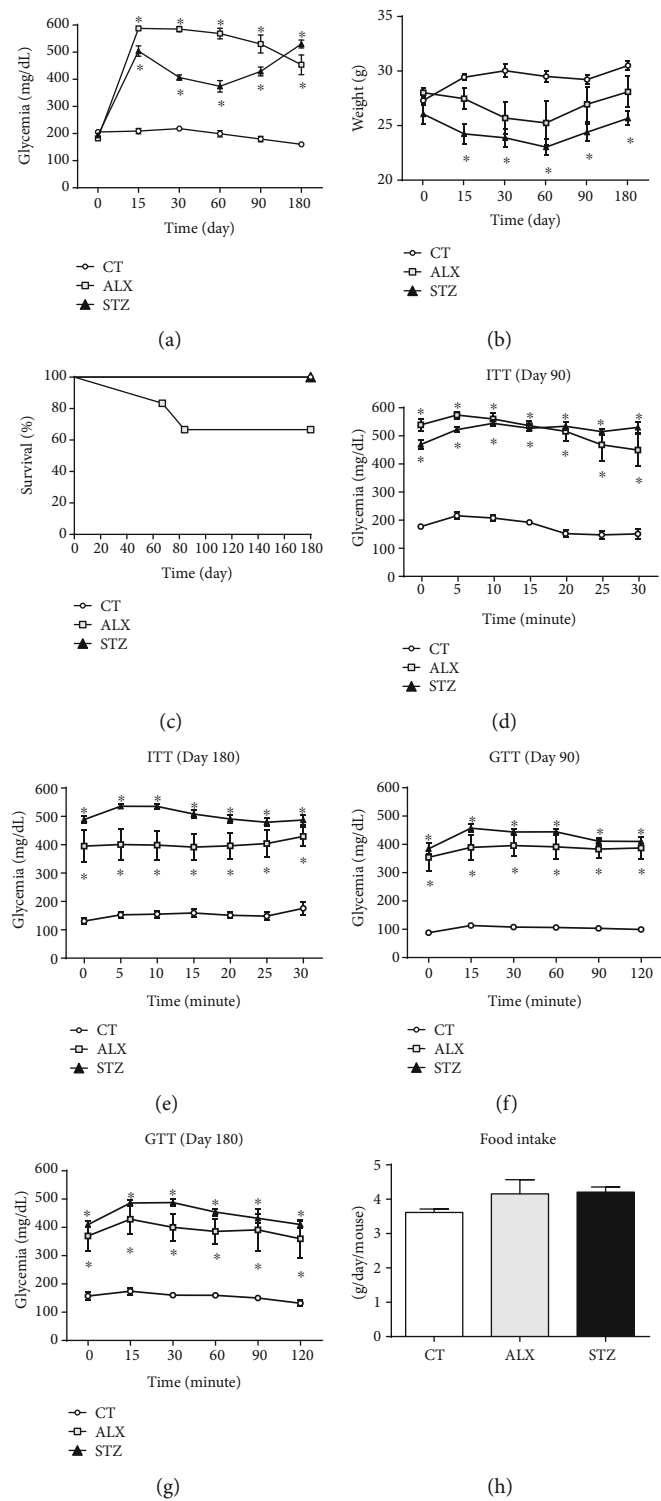 Glycemia (mg/dL)
600
500
400
300
200
100
0
* * * * *
* * * * *
0 15 30 60 90 180
Time (day)
CT
ALX
STZ
(a)
Weight (g)
35
30
25
20
* * * * *
0 15 30 60 90 180
Time (day)
CT
ALX
STZ
(b)
Survival (%)
100
80
60
40
20
0
0 20 40 60 80 100 120 140 160 180
Time (day)
CT
ALX
STZ
(c)
ITT (Day 90)
Glycemia (mg/dL)
600
500
400
300
200
100
0
* * * * * * *
* * * * * * *
0 5 10 15 20 25 30
Time (minute)
CT
ALX
STZ
(d)
ITT (Day 180)
Glycemia (mg/dL)
600
500
400
300
200
100
0
* * * * * * *
* * * * * * *
0 5 10 15 20 25 30
Time (minute)
CT
ALX
STZ
(e)
GTT (Day 90)
Glycemia (mg/dL)
600
500
400
300
200
100
0
* * * * * *
* * * * * *
0 15 30 60 90 120
Time (minute)
CT
ALX
STZ
(f)
GTT (Day 180)
Glycemia (mg/dL)
600
500
400
300
200
100
0
* * * * * *
* * * * * *
0 15 30 60 90 120
Time (minute)
CT
ALX
STZ
(g)
Food intake
(g/day/mouse)
5
4
3
2
1
0
CT ALX STZ
(h)